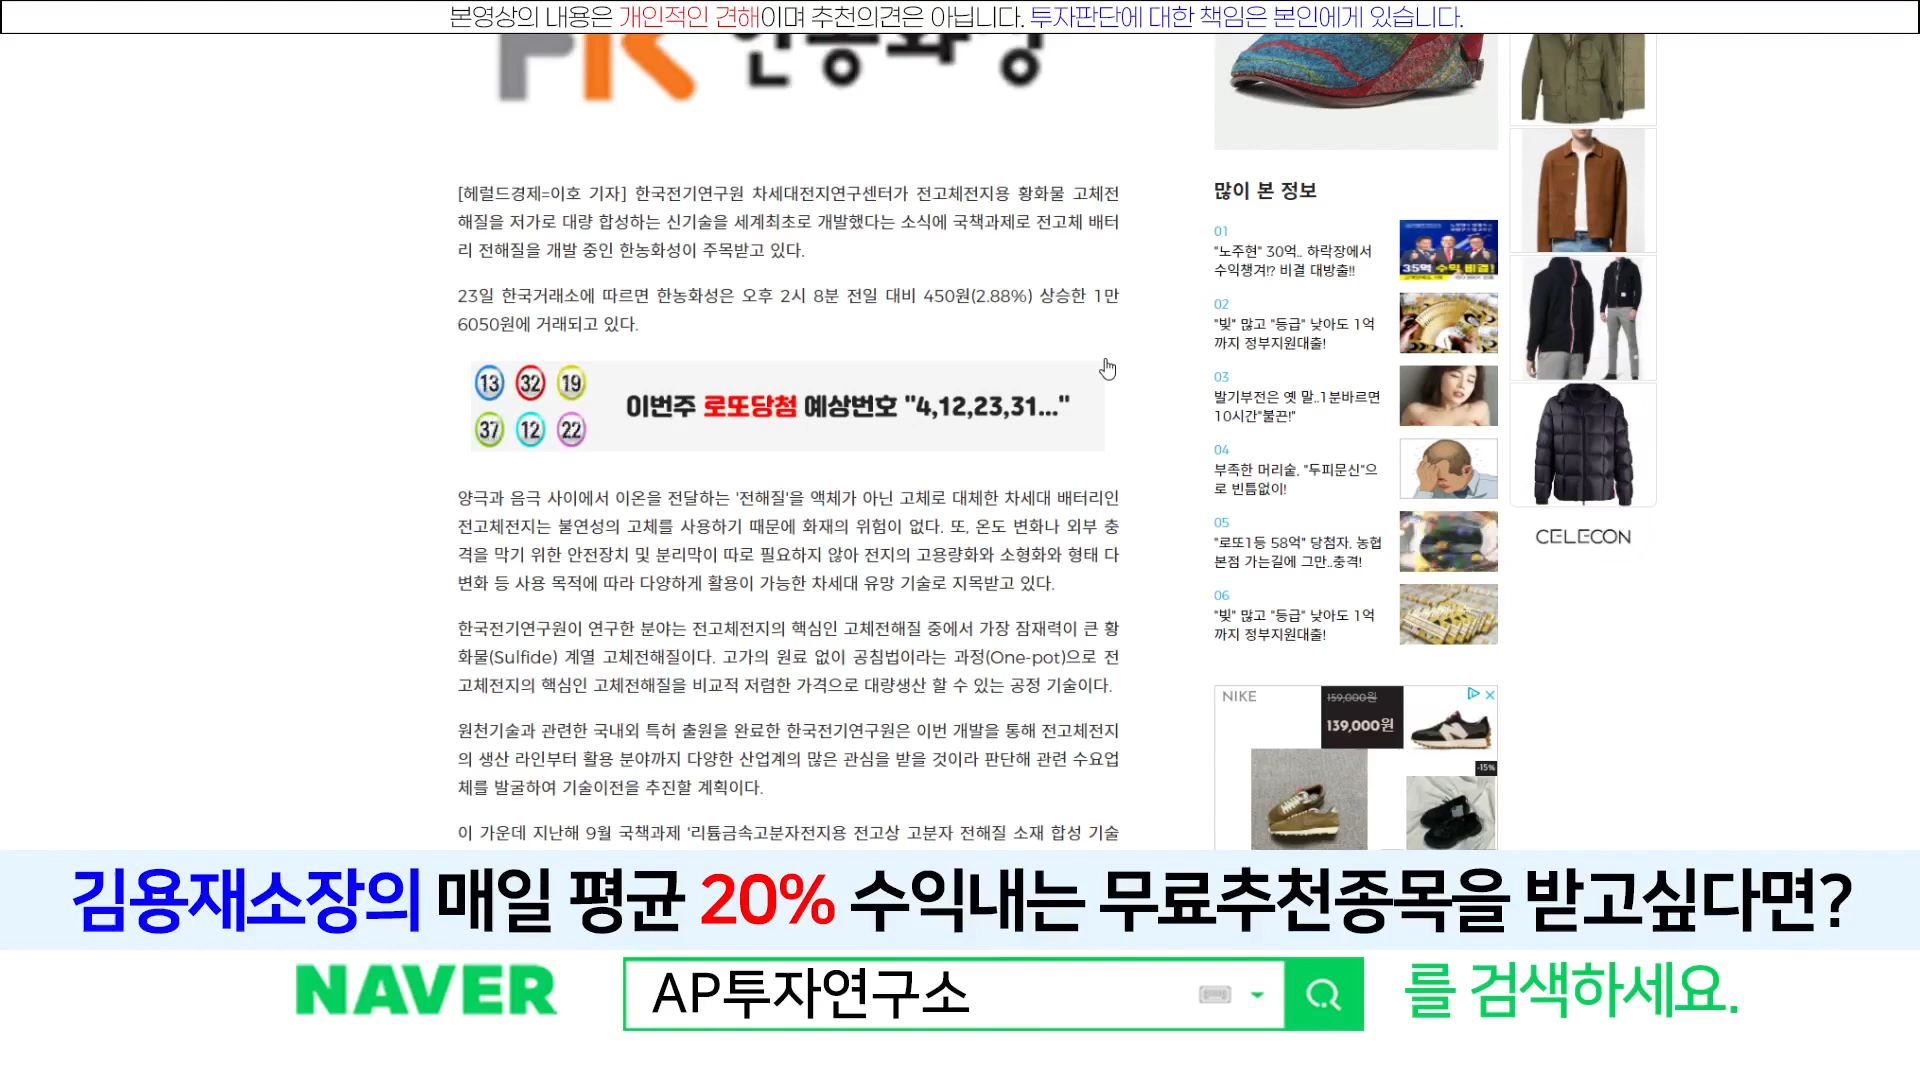 본영상의 내용은 개인적인 견해이며 추천의견은 아닙니다. 투자판단에 대한 책임은 본인에게 있습니다.
한농화성
[헤럴드경제=이호 기자] 한국전기연구원 차세대전지연구센터가 전고체전지용 황화물 고체전
해질을 저가로 대량 합성하는 신기술을 세계최초로 개발했다는 소식에 국책과제로 전고체 배터
리 전해질을 개발 중인 한농화성이 주목받고 있다.
23일 한국거래소에 따르면 한농화성은 오후 2시 8분 전일 대비 450원(2.88%) 상승한 1만
6050원에 거래되고 있다.
13 32 19
37 12 22
이번주 로또당첨 예상번호 "4,12,23,31..."
양극과 음극 사이에서 이온을 전달하는 '전해질'을 액체가 아닌 고체로 대체한 차세대 배터리인
전고체전지는 불연성의 고체를 사용하기 때문에 화재의 위험이 없다. 또, 온도 변화나 외부 충
격을 막기 위한 안전장치 및 분리막이 따로 필요하지 않아 전지의 고용량화와 소형화와 형태 다
변화 등 사용 목적에 따라 다양하게 활용이 가능한 차세대 유망 기술로 지목받고 있다.
한국전기연구원이 연구한 분야는 전고체전지의 핵심인 고체전해질 중에서 가장 잠재력이 큰 황
화물(Sulfide) 계열 고체전해질이다. 고가의 원료 없이 공침법이라는 과정(One-pot)으로 전
고체전지의 핵심인 고체전해질을 비교적 저렴한 가격으로 대량생산 할 수 있는 공정 기술이다.
원천기술과 관련한 국내외 특허 출원을 완료한 한국전기연구원은 이번 개발을 통해 전고체전지
의 생산 라인부터 활용 분야까지 다양한 산업계의 많은 관심을 받을 것이라 판단해 관련 수요업
체를 발굴하여 기술이전을 추진할 계획이다.
이 가운데 지난해 9월 국책과제 '리튬금속고분자전지용 전고상 고분자 전해질 소재 합성 기술
많이 본 정보
01
"노주현" 30억.. 하락장에서
수익챙겨!? 비결 대방출!!
35억 수익 비결!
02
"빚" 많고 "등급" 낮아도 1억
까지 정부지원대출!
03
발기부전은 옛 말..1분바르면
10시간"불끈!"
04
부족한 머리숱, "두피문신"으
로 빈틈없이!
05
"로또1등 58억" 당첨자, 농협
본점 가는길에 그만..충격!
06
"빚" 많고 "등급" 낮아도 1억
까지 정부지원대출!
NIKE
159,000원
139,000원
-15%
CELECON
김용재소장의 매일 평균 20% 수익내는 무료추천종목을 받고싶다면?
NAVER AP투자연구소 를 검색하세요.